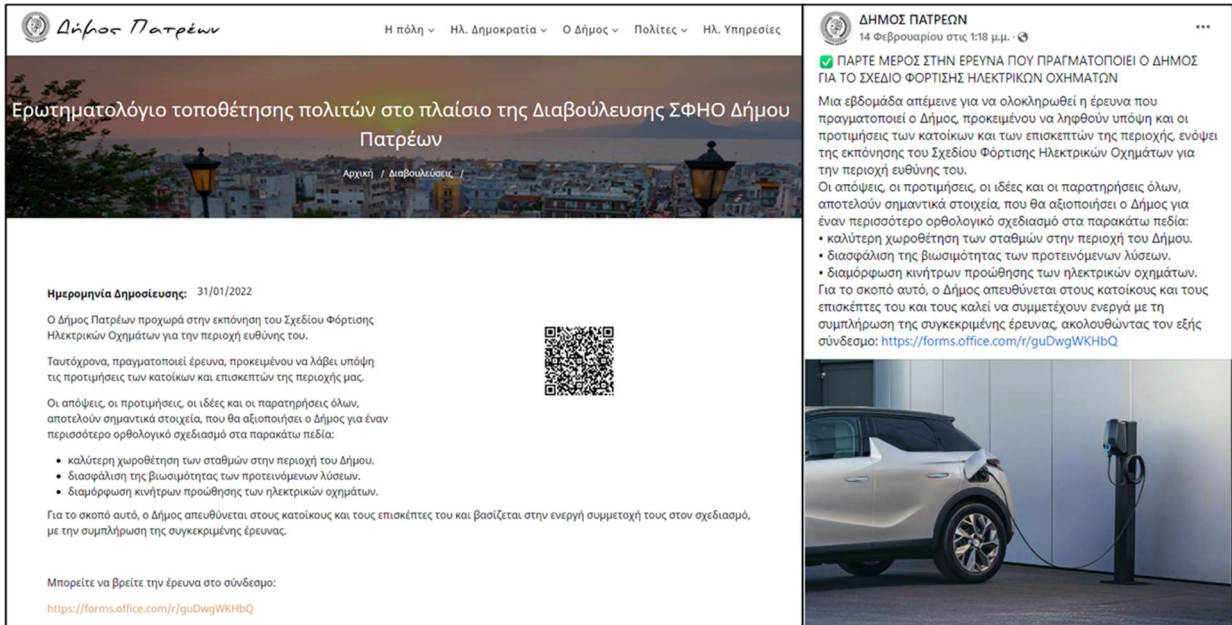 Δήμος Πατρέων
Η πόλη Ηλ. Δημοκρατία Ο Δήμος Πολίτες Ηλ. Υπηρεσίες
Ερωτηματολόγιο τοποθέτησης πολιτών στο πλαίσιο της Διαβούλευσης ΣΦΗΟ Δήμου
Πατρέων
Αρχική / Διαβουλεύσεις /
Ημερομηνία Δημοσίευσης: 31/01/2022
Ο Δήμος Πατρέων προχωρά στην εκπόνηση του Σχεδίου Φόρτισης
Ηλεκτρικών Οχημάτων για την περιοχή ευθύνης του.
Ταυτόχρονα, πραγματοποιεί έρευνα, προκειμένου να λάβει υπόψη
τις προτιμήσεις των κατοίκων και επισκεπτών της περιοχής μας.
Οι απόψεις, οι προτιμήσεις, οι ιδέες και οι παρατηρήσεις όλων,
αποτελούν σημαντικά στοιχεία, που θα αξιοποιήσει ο Δήμος για έναν
περισσότερο ορθολογικό σχεδιασμό στα παρακάτω πεδία:
• καλύτερη χωροθέτηση των σταθμών στην περιοχή του Δήμου.
• διασφάλιση της βιωσιμότητας των προτεινόμενων λύσεων.
• διαμόρφωση κινήτρων προώθησης των ηλεκτρικών οχημάτων.
Για το σκοπό αυτό, ο Δήμος απευθύνεται στους κατοίκους και τους επισκέπτες του και βασίζεται στην ενεργή συμμετοχή τους στον σχεδιασμό,
με την συμπλήρωση της συγκεκριμένης έρευνας.
Μπορείτε να βρείτε την έρευνα στο σύνδεσμο:
https://forms.office.com/r/guDwgWKHbQ
ΔΗΜΟΣ ΠΑΤΡΕΩΝ
14 Φεβρουαρίου στις 1:18 μ.μ. ·
ΠΑΡΤΕ ΜΕΡΟΣ ΣΤΗΝ ΕΡΕΥΝΑ ΠΟΥ ΠΡΑΓΜΑΤΟΠΟΙΕΙ Ο ΔΗΜΟΣ
ΓΙΑ ΤΟ ΣΧΕΔΙΟ ΦΟΡΤΙΣΗΣ ΗΛΕΚΤΡΙΚΩΝ ΟΧΗΜΑΤΩΝ
Μια εβδομάδα απέμεινε για να ολοκληρωθεί η έρευνα που
πραγματοποιεί ο Δήμος, προκειμένου να ληφθούν υπόψη και οι
προτιμήσεις των κατοίκων και των επισκεπτών της περιοχής, ενόψει
της εκπόνησης του Σχεδίου Φόρτισης Ηλεκτρικών Οχημάτων για
την περιοχή ευθύνης του.
Οι απόψεις, οι προτιμήσεις, οι ιδέες και οι παρατηρήσεις όλων,
αποτελούν σημαντικά στοιχεία, που θα αξιοποιήσει ο Δήμος για
έναν περισσότερο ορθολογικό σχεδιασμό στα παρακάτω πεδία:
• καλύτερη χωροθέτηση των σταθμών στην περιοχή του Δήμου.
• διασφάλιση της βιωσιμότητας των προτεινόμενων λύσεων.
• διαμόρφωση κινήτρων προώθησης των ηλεκτρικών οχημάτων.
Για το σκοπό αυτό, ο Δήμος απευθύνεται στους κατοίκους και τους
επισκέπτες του και τους καλεί να συμμετέχουν ενεργά με τη
συμπλήρωση της συγκεκριμένης έρευνας, ακολουθώντας τον εξής
σύνδεσμο: https://forms.office.com/r/guDwgWKHbQ